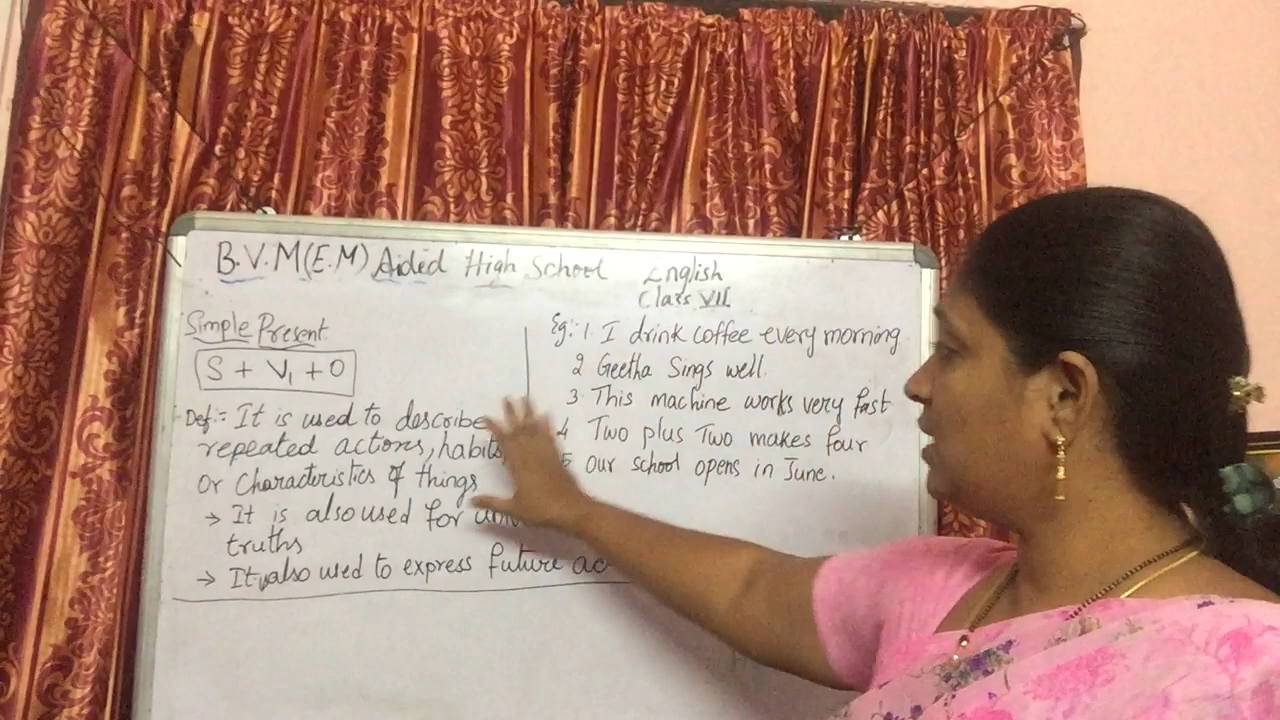 B.V.M(E.M) Aided High School
English
Class VII
Simple Present
S + V1 + O
Def:- It is used to describe
repeated actions, habits,
Or Characteristics of things
→ It is also used for
truths
→ It also used to express future
Eg:- 1. I drink coffee every morning
2 Geetha Sings well.
3. This machine works very fast
4 Two plus Two makes four
5 our school opens in June.